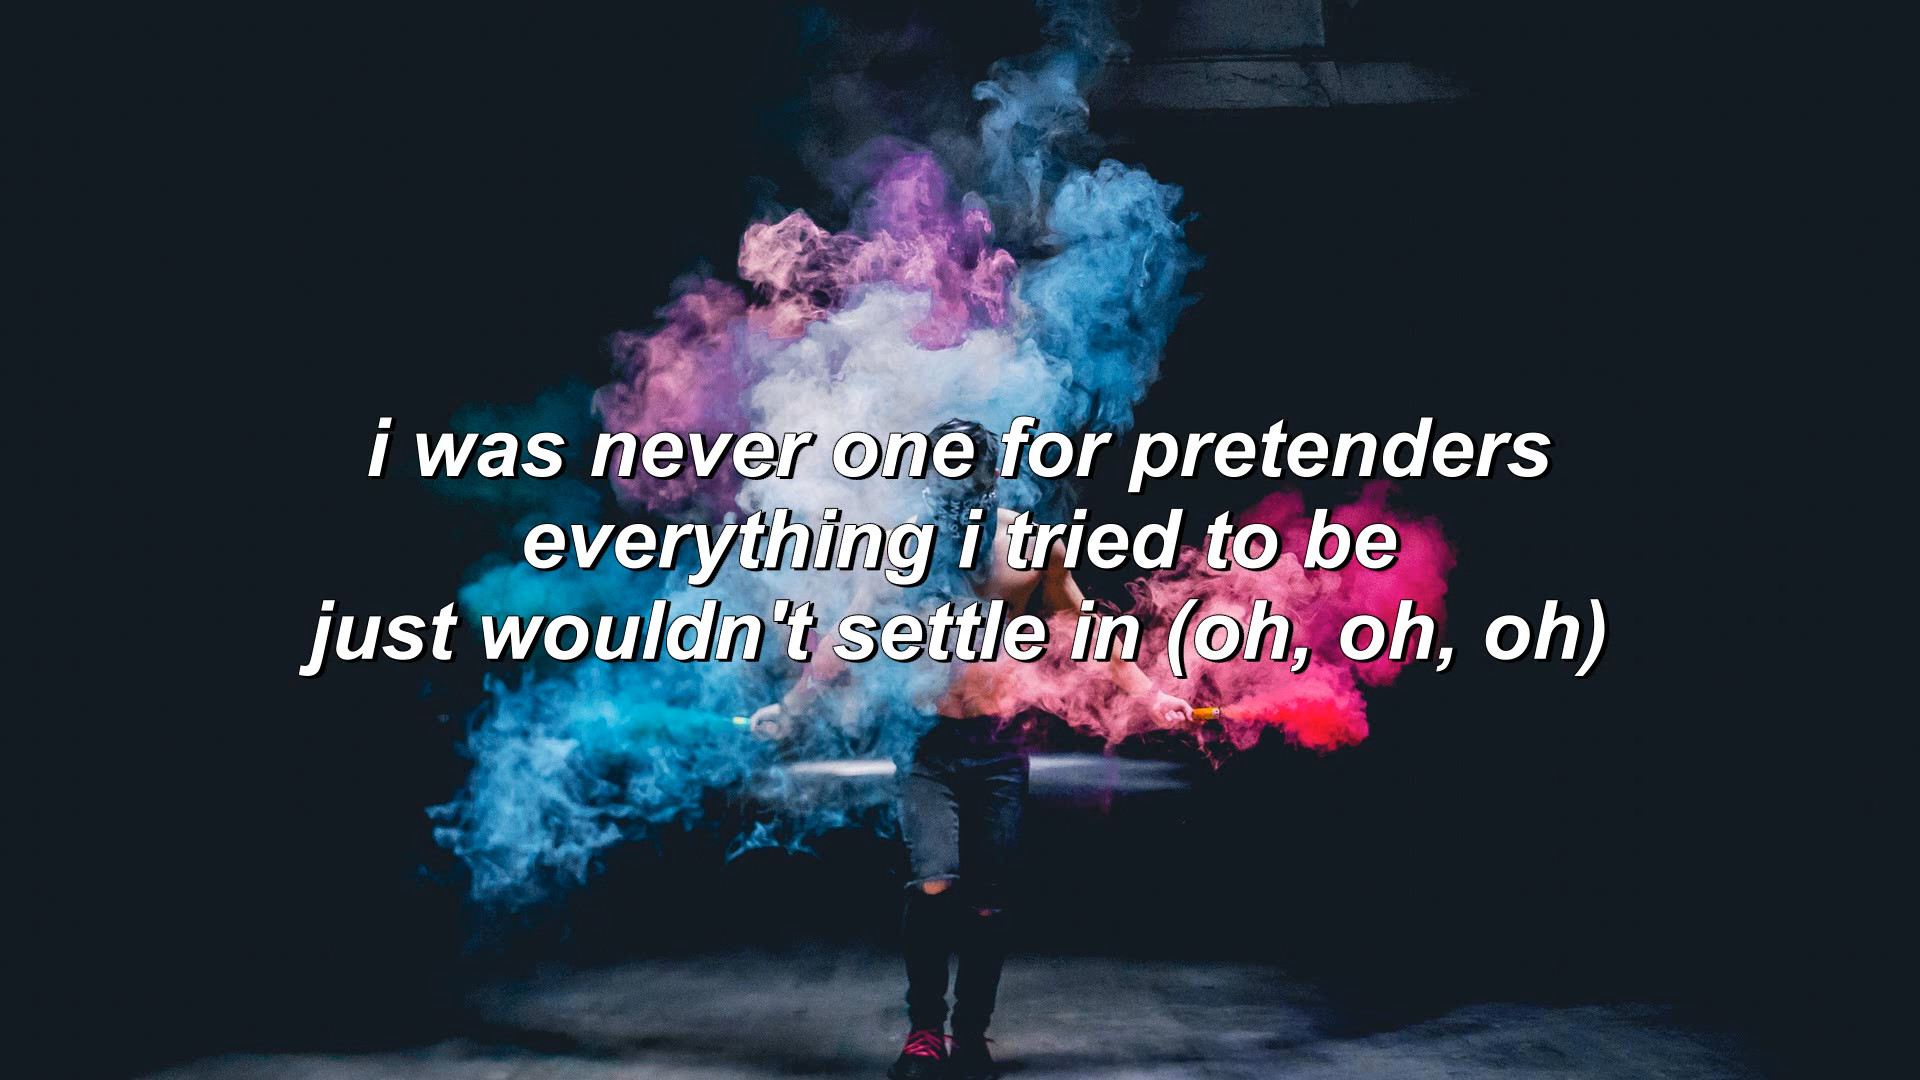 i was never one for pretenders
everything i tried to be
just wouldn't settle in (oh, oh, oh)